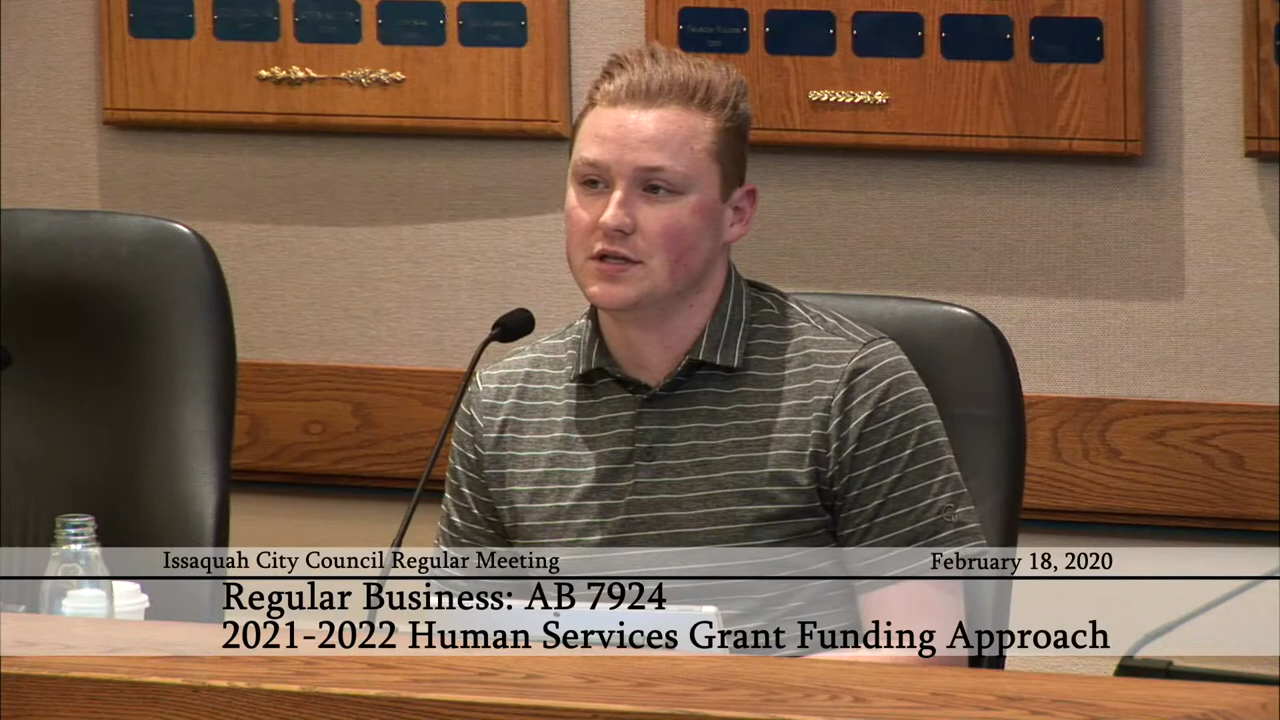 Issaquah City Council Regular Meeting
February 18, 2020
Regular Business: AB 7924
2021-2022 Human Services Grant Funding Approach